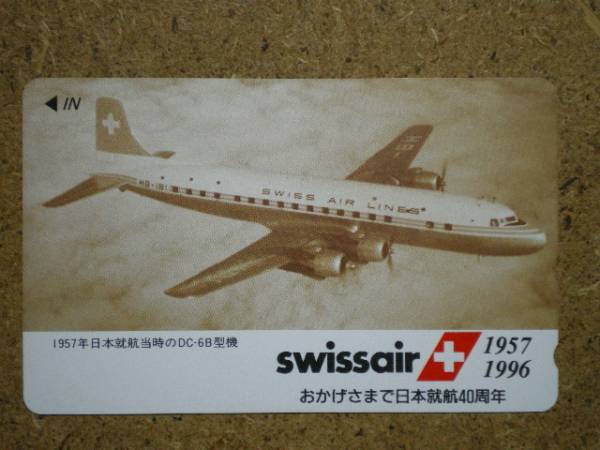 ◀ IN
SWISS AIR LINES
1957年日本就航当時のDC-6B型機
swissair 1957
1996
おかげさまで日本就航40周年